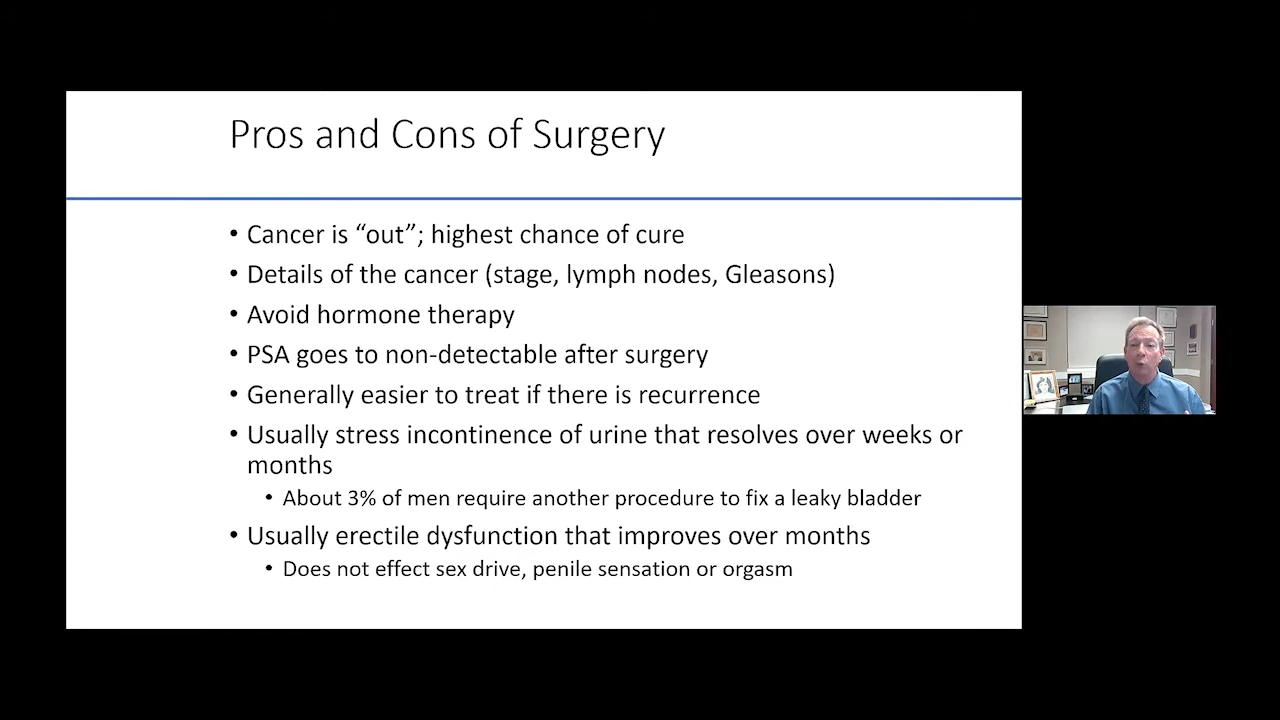 Pros and Cons of Surgery
• Cancer is “out”; highest chance of cure
• Details of the cancer (stage, lymph nodes, Gleasons)
• Avoid hormone therapy
• PSA goes to non-detectable after surgery
• Generally easier to treat if there is recurrence
• Usually stress incontinence of urine that resolves over weeks or
months
• About 3% of men require another procedure to fix a leaky bladder
• Usually erectile dysfunction that improves over months
• Does not effect sex drive, penile sensation or orgasm